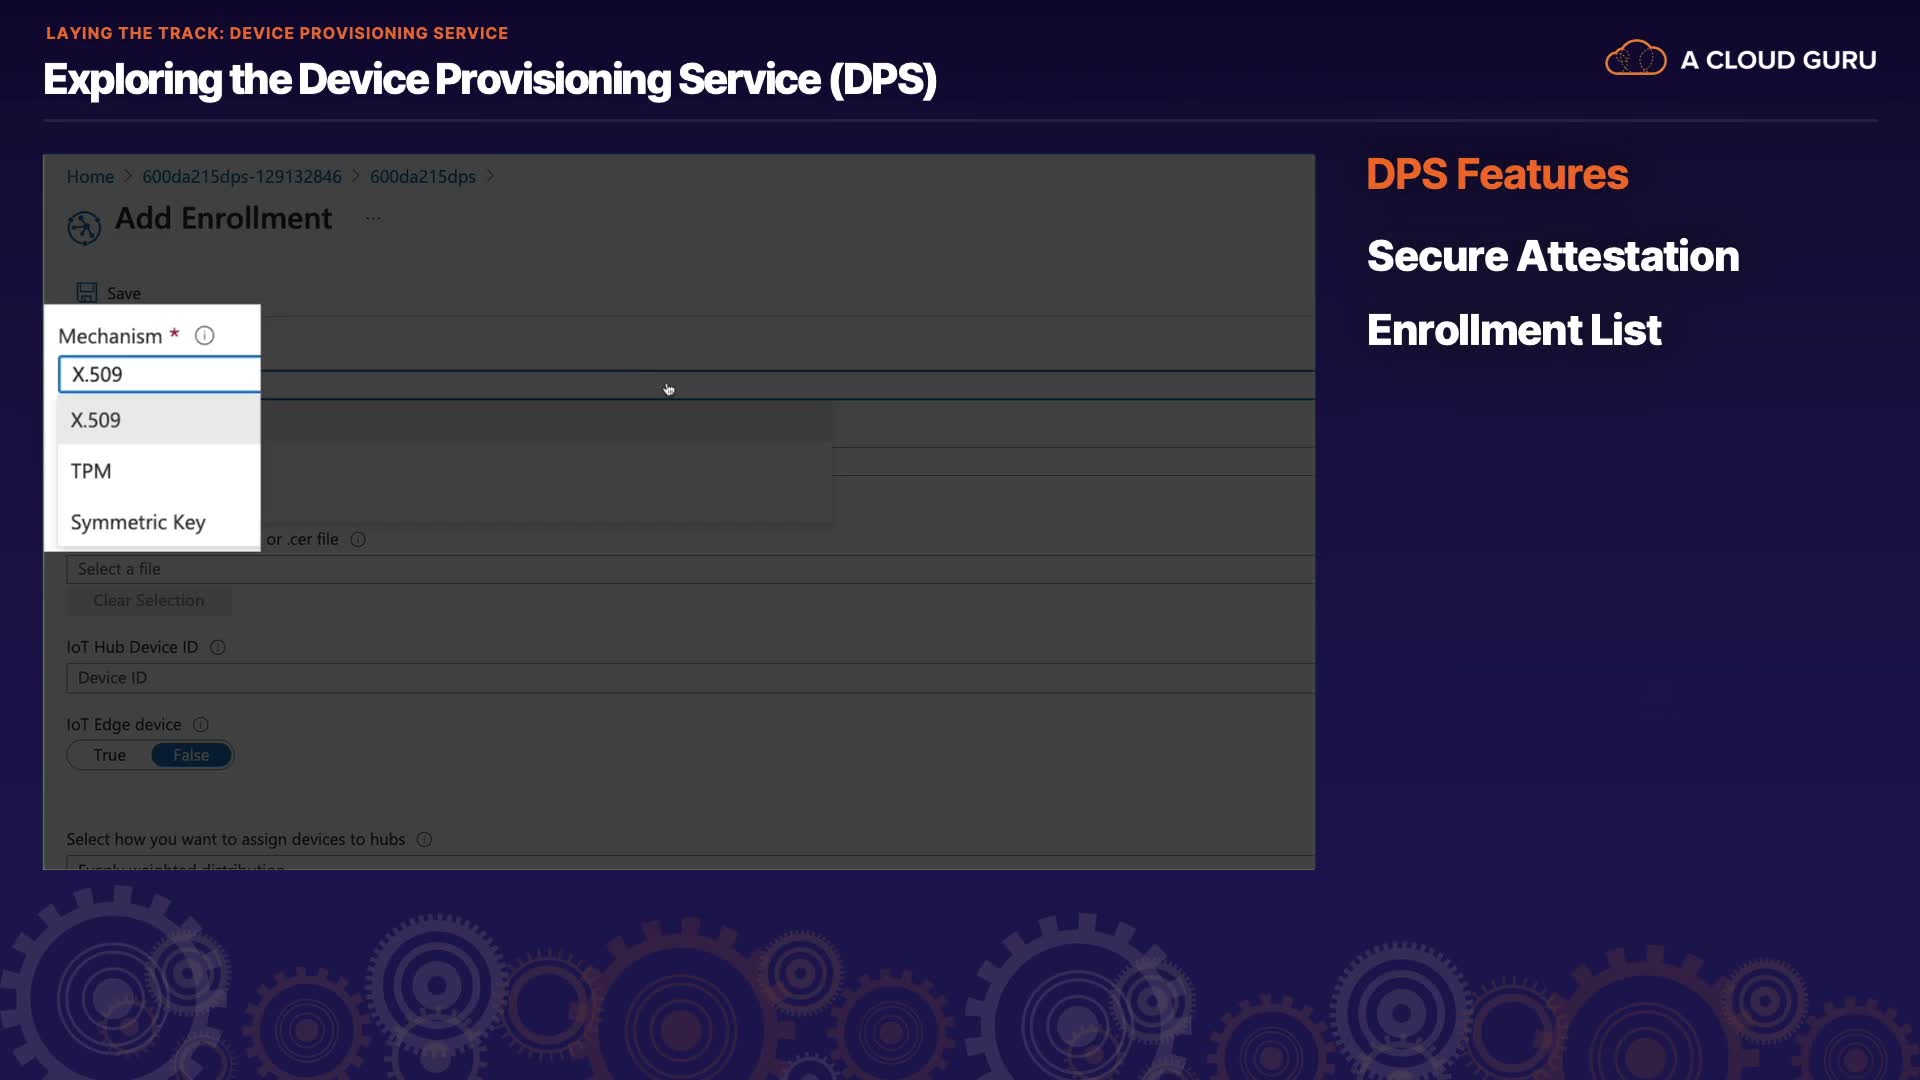 LAYING THE TRACK: DEVICE PROVISIONING SERVICE
Exploring the Device Provisioning Service (DPS)
A CLOUD GURU
Home > 600da215dps-129132846 > 600da215dps >
Add Enrollment ...
Save
Mechanism *
X.509
X.509
TPM
Symmetric Key
or .cer file
Select a file
Clear Selection
IoT Hub Device ID
Device ID
IoT Edge device
True False
Select how you want to assign devices to hubs
Evenly weighted distribution
DPS Features
Secure Attestation
Enrollment List